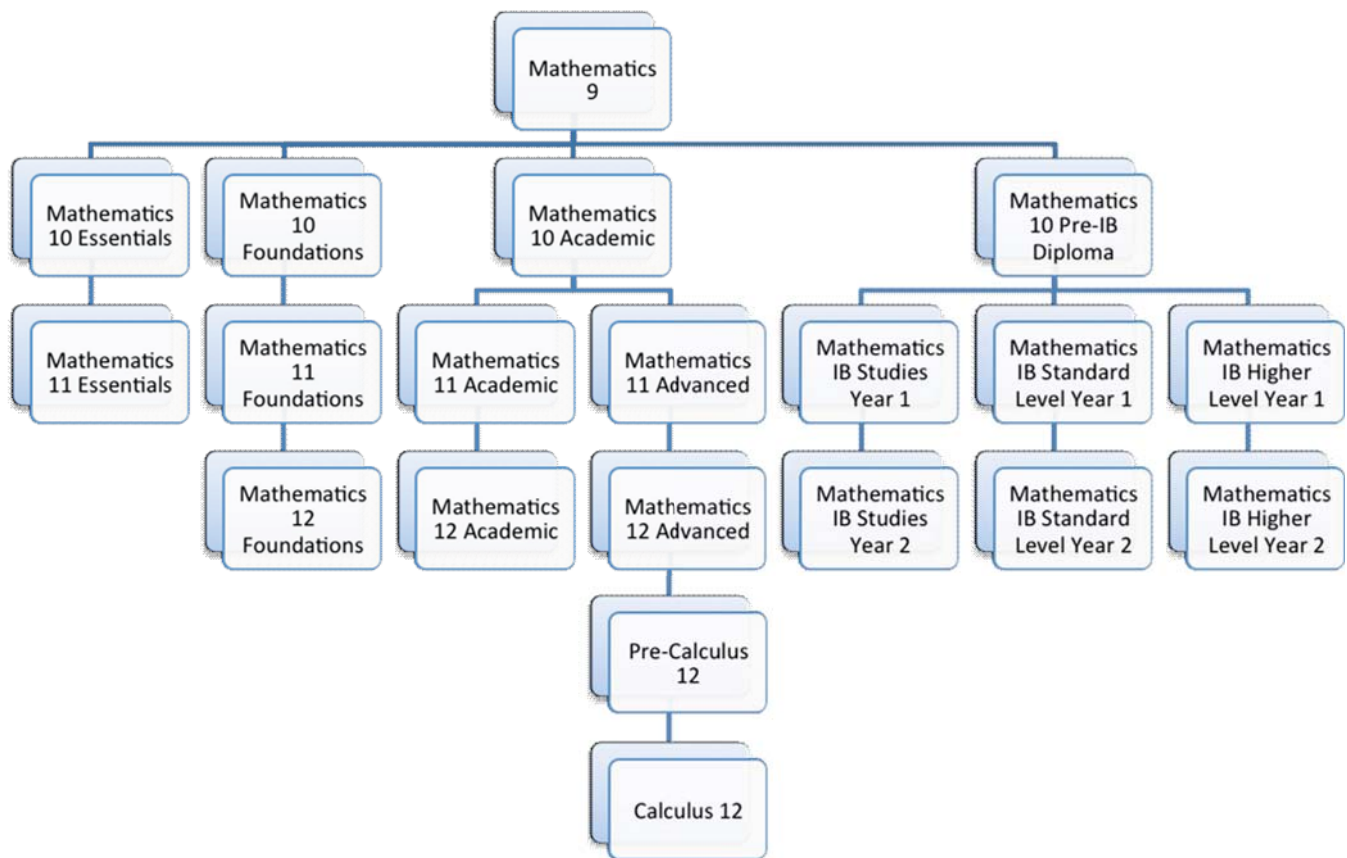 Mathematics
9
Mathematics
10 Essentials
Mathematics
10
Foundations
Mathematics
10 Academic
Mathematics
10 Pre-IB
Diploma
Mathematics
11 Essentials
Mathematics
11
Foundations
Mathematics
11 Academic
Mathematics
11 Advanced
Mathematics
IB Studies
Year 1
Mathematics
IB Standard
Level Year 1
Mathematics
IB Higher
Level Year 1
Mathematics
12
Foundations
Mathematics
12 Academic
Mathematics
12 Advanced
Mathematics
IB Studies
Year 2
Mathematics
IB Standard
Level Year 2
Mathematics
IB Higher
Level Year 2
Pre-Calculus
12
Calculus 12